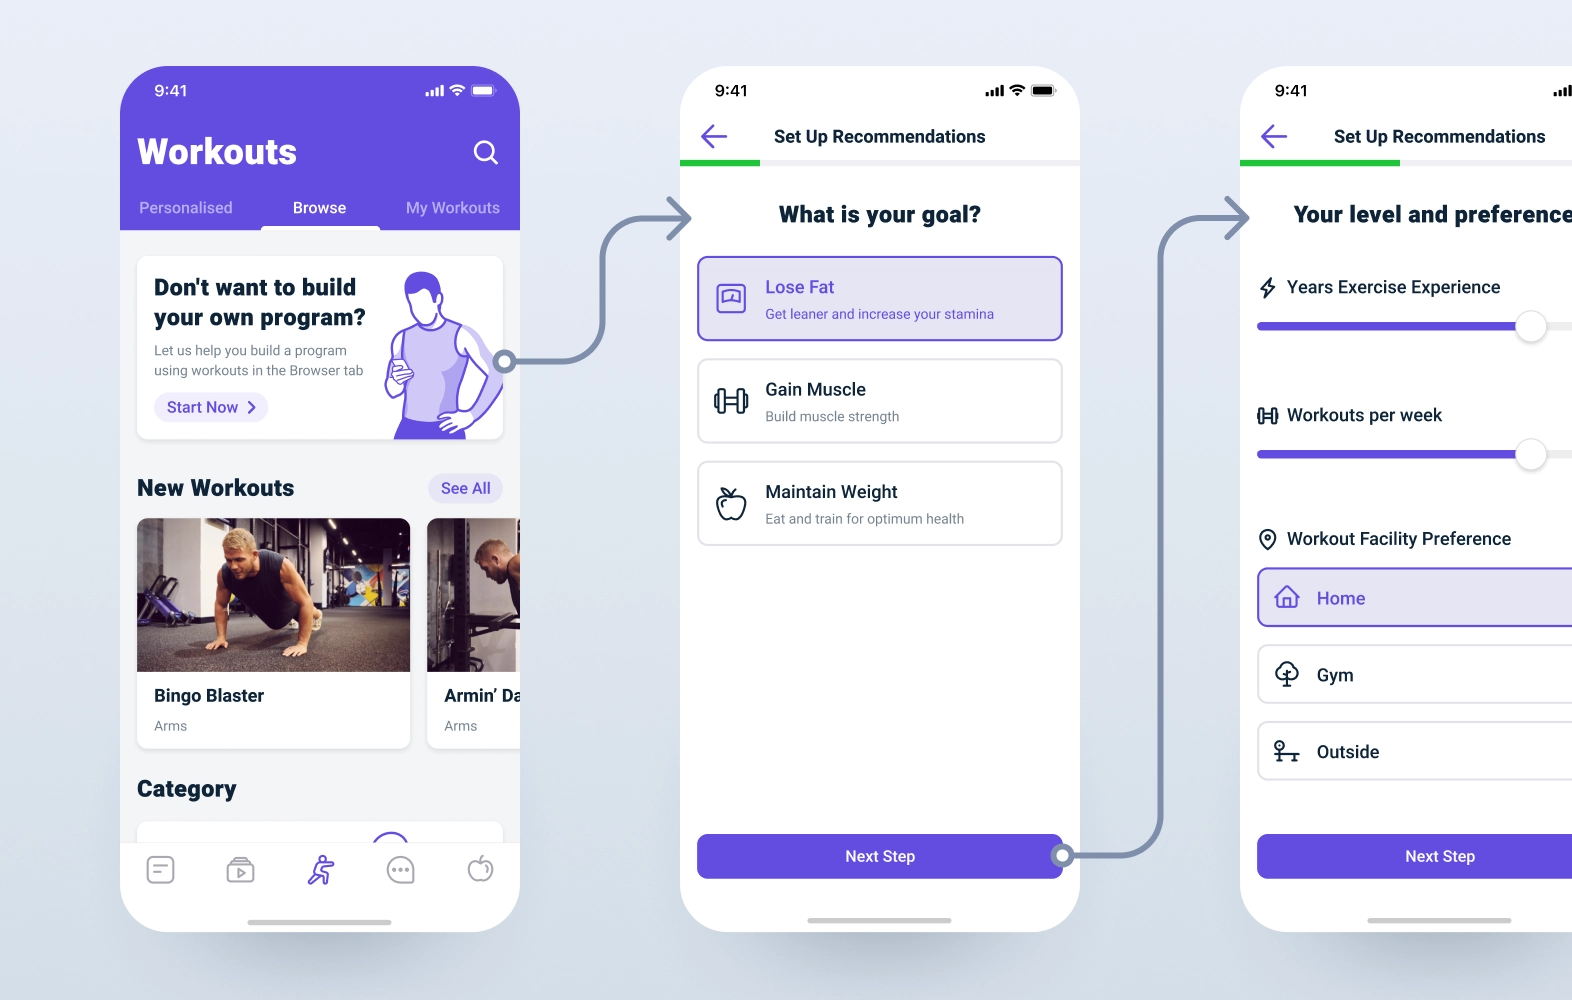 9:41
Workouts
Personalised Browse My Workouts
Don't want to build
your own program?
Let us help you build a program
using workouts in the Browser tab
Start Now
New Workouts
See All
Bingo Blaster
Arms
Armin’ Da
Arms
Category
9:41
Set Up Recommendations
What is your goal?
Lose Fat
Get leaner and increase your stamina
Gain Muscle
Build muscle strength
Maintain Weight
Eat and train for optimum health
Next Step
9:41
Set Up Recommendations
Your level and preference
Years Exercise Experience
Workouts per week
Workout Facility Preference
Home
Gym
Outside
Next Step